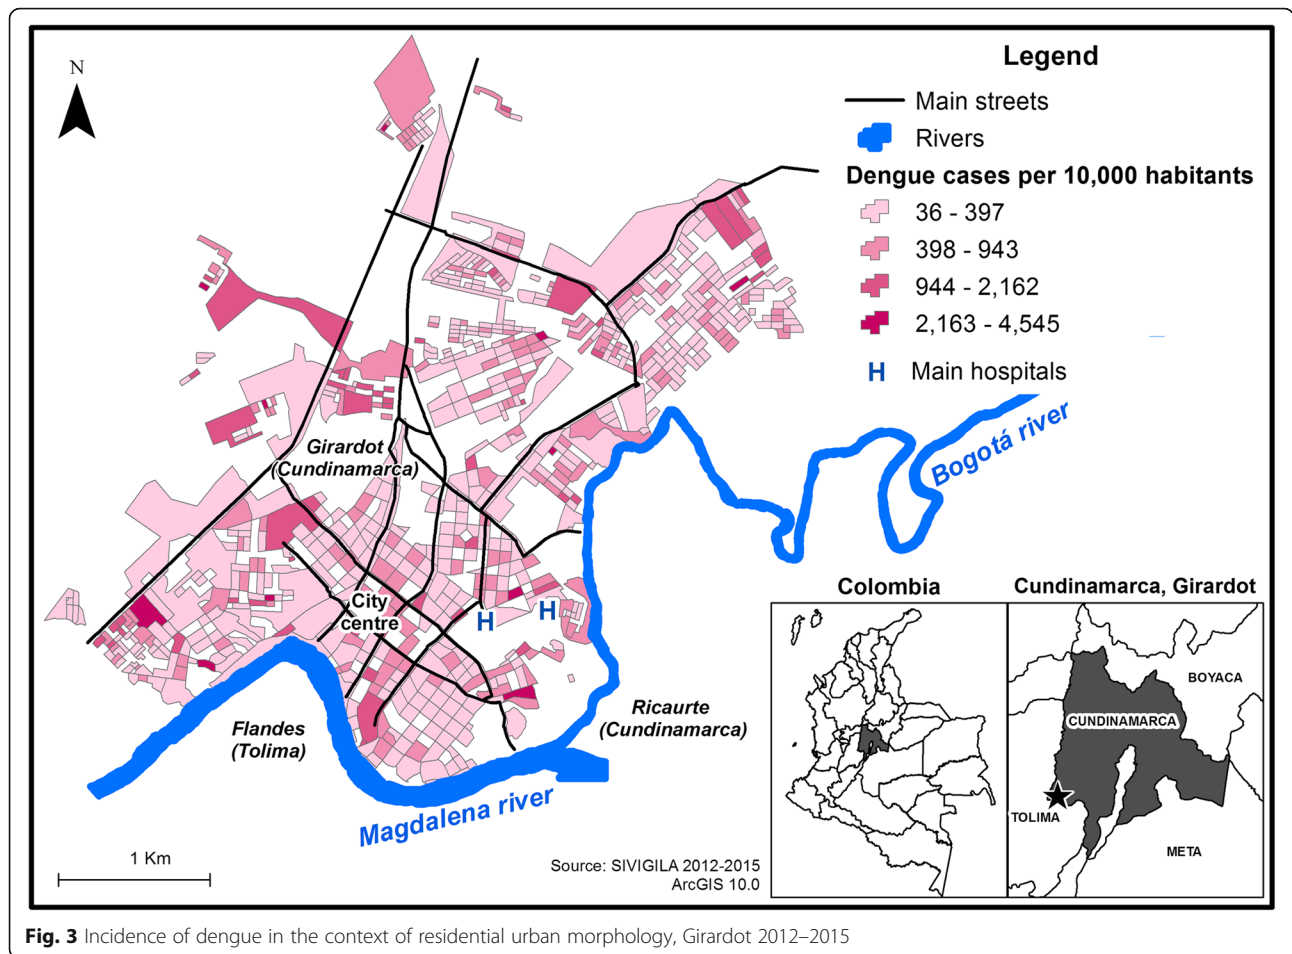 N
Legend
Main streets
Rivers
Dengue cases per 10,000 habitants
36 - 397
398 - 943
944 - 2,162
2,163 - 4,545
H Main hospitals
Bogotá river
Girardot
(Cundinamarca)
City
centre
H
H
Flandes
(Tolima)
Ricaurte
(Cundinamarca)
Magdalena river
1 Km
Source: SIVIGILA 2012-2015
ArcGIS 10.0
Colombia
Cundinamarca, Girardot
BOYACA
CUNDINAMARCA
TOLIMA
META
Fig. 3 Incidence of dengue in the context of residential urban morphology, Girardot 2012–2015